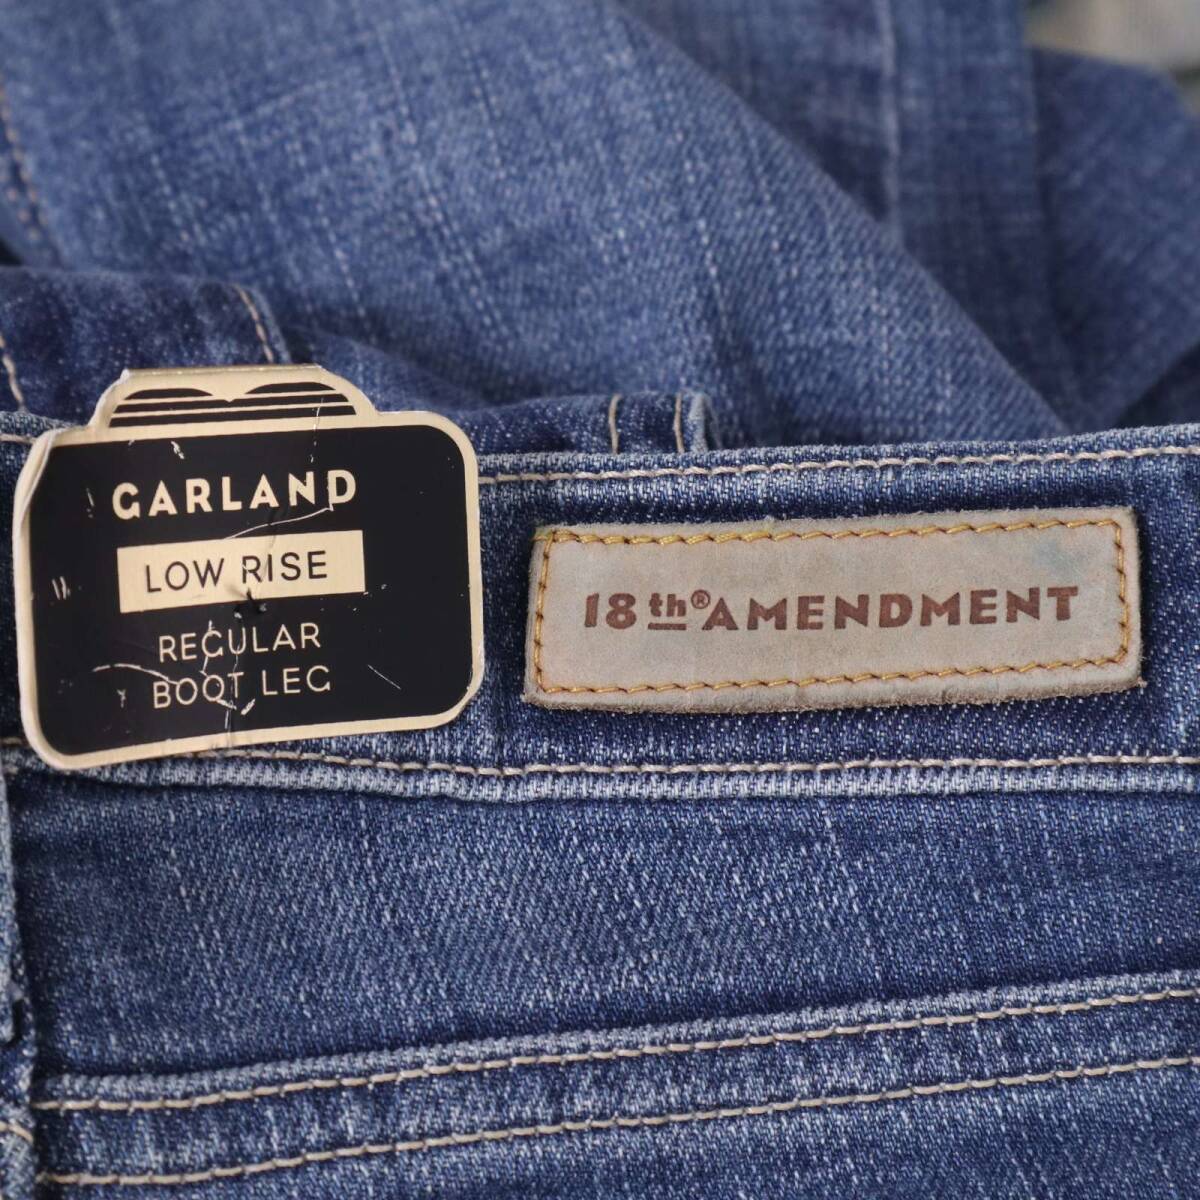 GARLAND
LOW RISE
REGULAR
BOOT LEG
18th® AMENDMENT